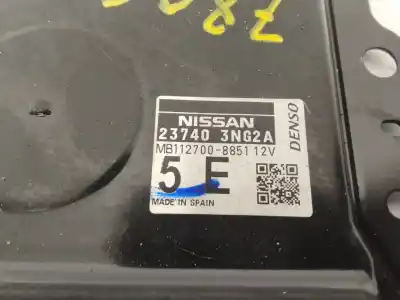 NISSAN
23740 3NG2A
DENSO
MB112700-8851 12V
5 E
MADE IN SPAIN